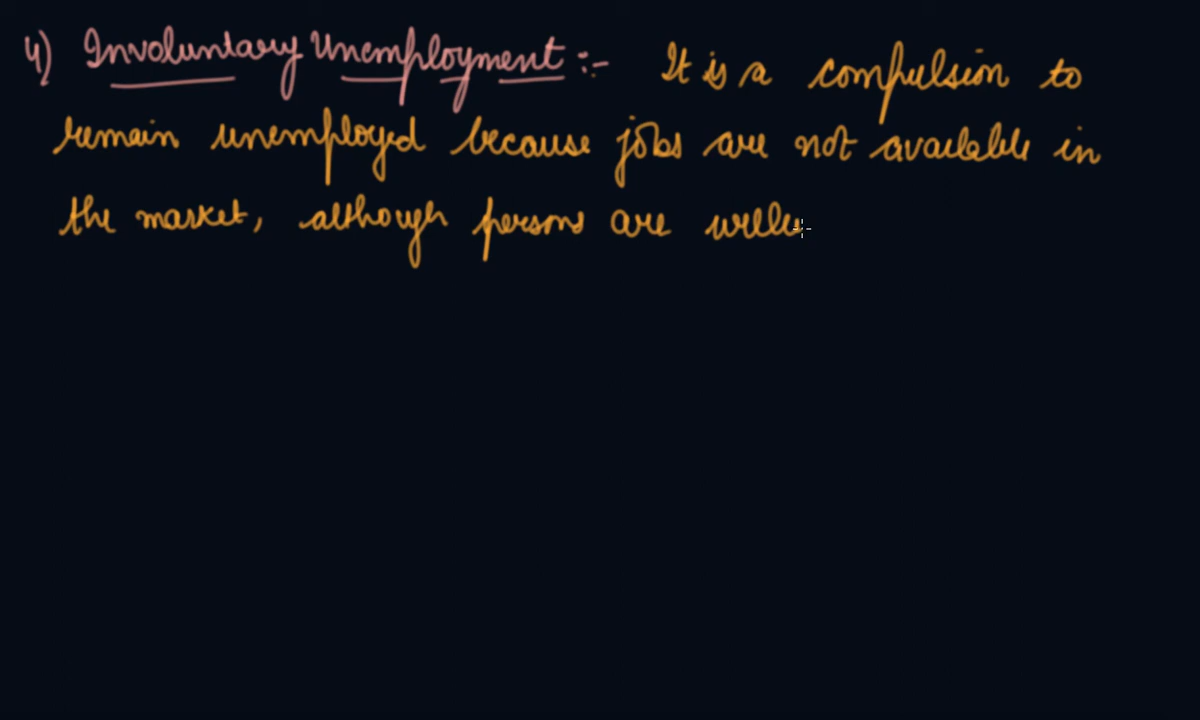 4) Involuntary Unemployment :- It is a compulsion to
remain unemployed because jobs are not available in
the market, although persons are